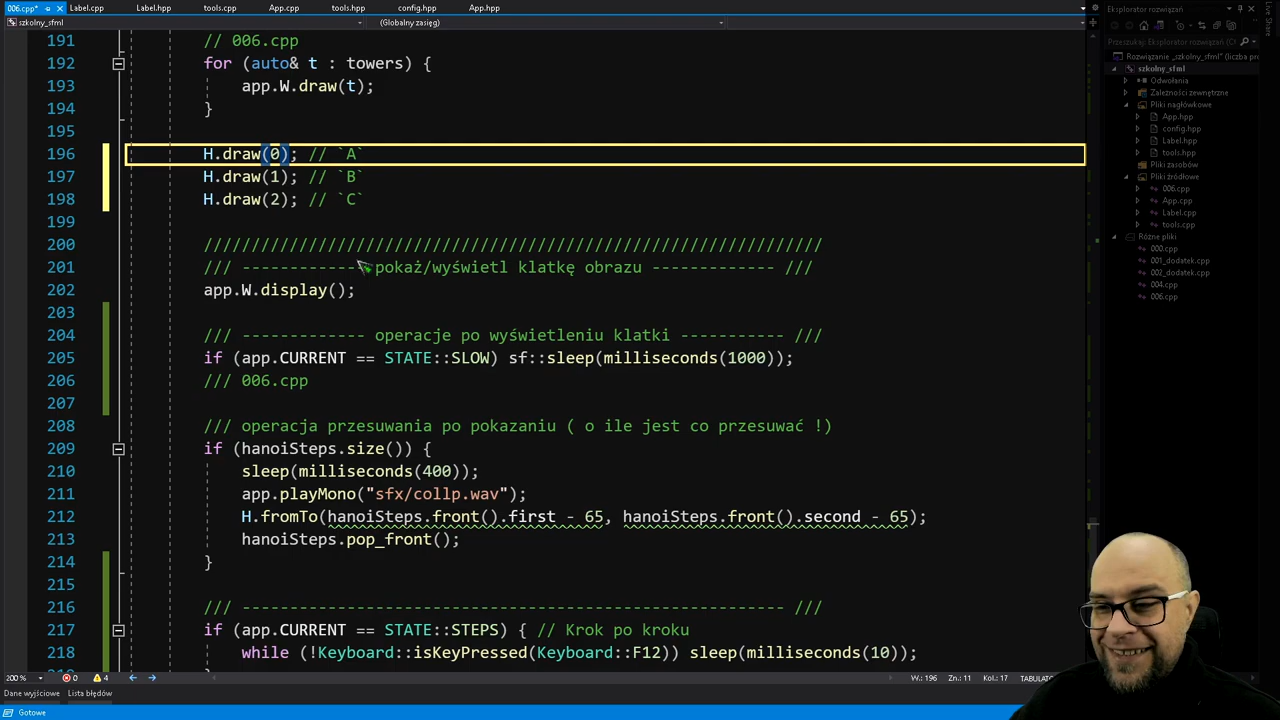 006.cpp* Label.cpp Label.hpp tools.cpp App.cpp tools.hpp config.hpp App.hpp
szkolny_sfml (Globalny zasięg)
191 // 006.cpp
192 for (auto& t : towers) {
193 app.W.draw(t);
194 }
195
196 H.draw(0); // `A`
197 H.draw(1); // `B`
198 H.draw(2); // `C`
199
200 /////////////////////////////////////////////////////////////////
201 /// ------------ pokaż/wyświetl klatkę obrazu ------------- ///
202 app.W.display();
203
204 /// ------------- operacje po wyświetleniu klatki ----------- ///
205 if (app.CURRENT == STATE::SLOW) sf::sleep(milliseconds(1000));
206 /// 006.cpp
207
208 /// operacja przesuwania po pokazaniu ( o ile jest co przesuwać !)
209 if (hanoiSteps.size()) {
210 sleep(milliseconds(400));
211 app.playMono("sfx/collp.wav");
212 H.fromTo(hanoiSteps.front().first - 65, hanoiSteps.front().second - 65);
213 hanoiSteps.pop_front();
214 }
215
216 /// --------------------------------------------------------- ///
217 if (app.CURRENT == STATE::STEPS) { // Krok po kroku
218 while (!Keyboard::isKeyPressed(Keyboard::F12)) sleep(milliseconds(10));
200 % 0 4 W.: 196 Zn.: 11 Kol.: 17 TABULATO
Dane wyjściowe Lista błędów
Gotowe
Eksplorator rozwiązań
Przeszukaj: Eksplorator rozwiązań (
Rozwiązanie „szkolny_sfml" (liczba pro
szkolny_sfml
Odwołania
Zależności zewnętrzne
Pliki nagłówkowe
App.hpp
config.hpp
Label.hpp
tools.hpp
Pliki zasobów
Pliki źródłowe
006.cpp
App.cpp
Label.cpp
tools.cpp
Różne pliki
000.cpp
001_dodatek.cpp
002_dodatek.cpp
004.cpp
006.cpp
Live Share